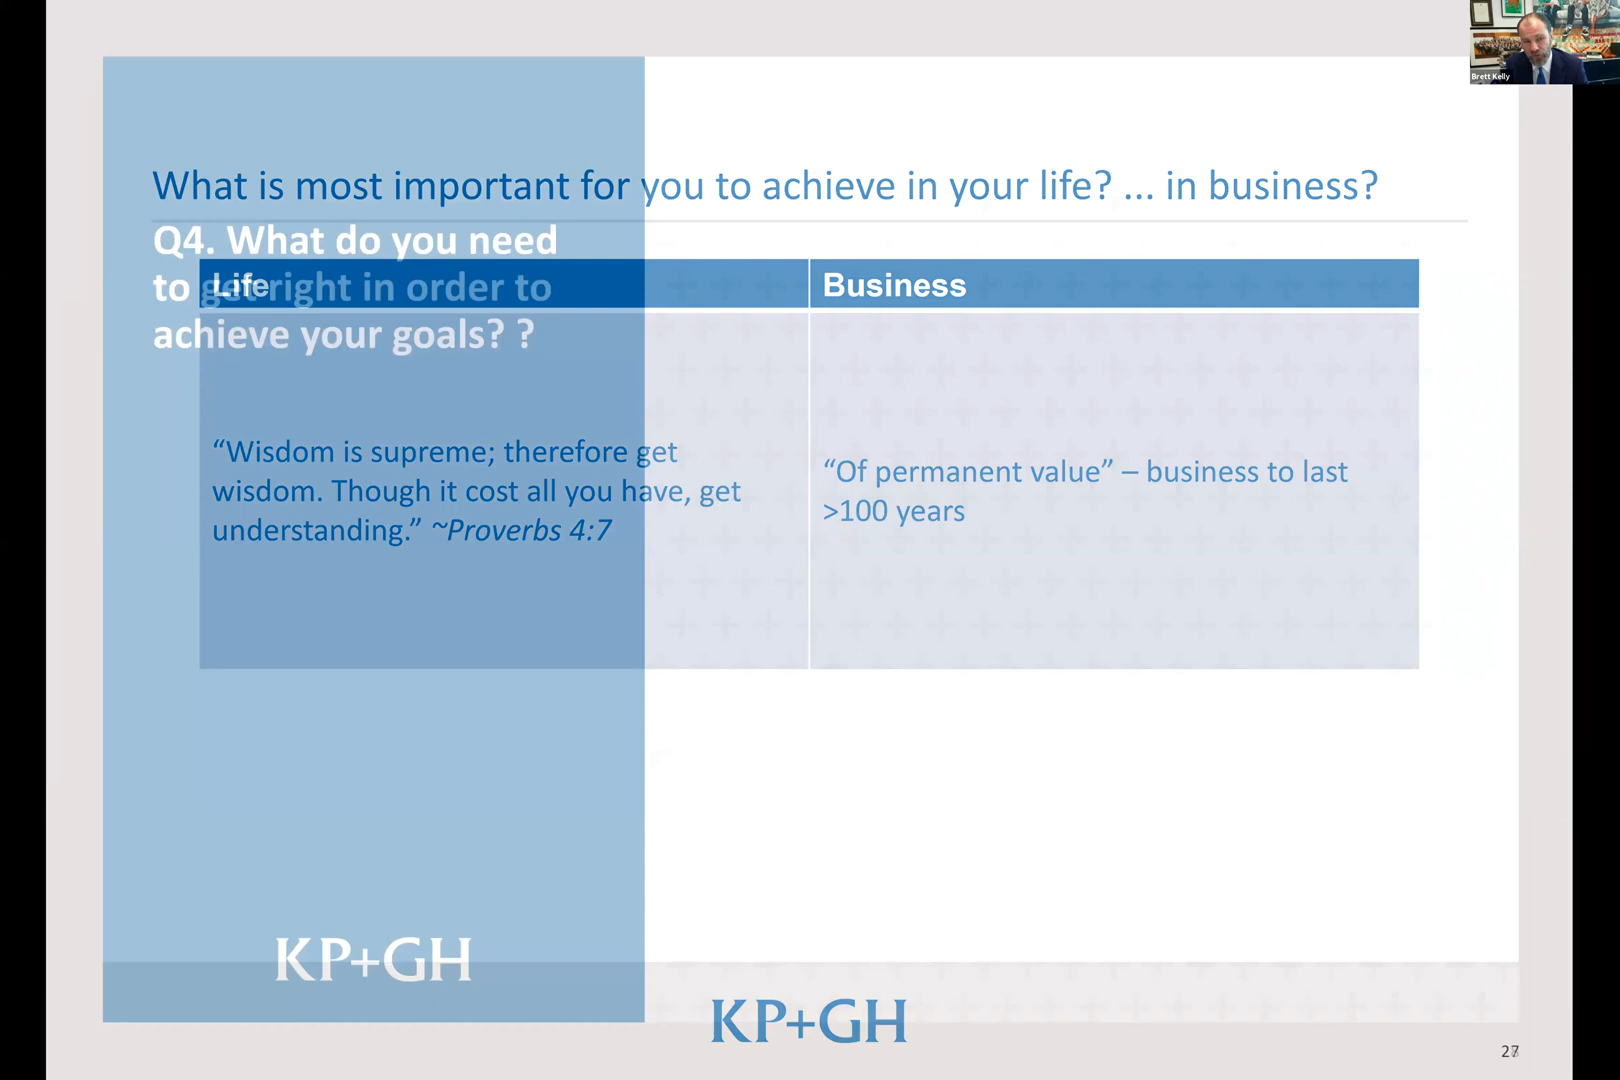 Brett Kelly
What is most important for you to achieve in your life? ... in business?
Q4. What do you need
to get right in order to
achieve your goals? ?
Life
Business
“Wisdom is supreme; therefore get
wisdom. Though it cost all you have, get
understanding.” ~Proverbs 4:7
“Of permanent value” – business to last
>100 years
KP+GH
KP+GH